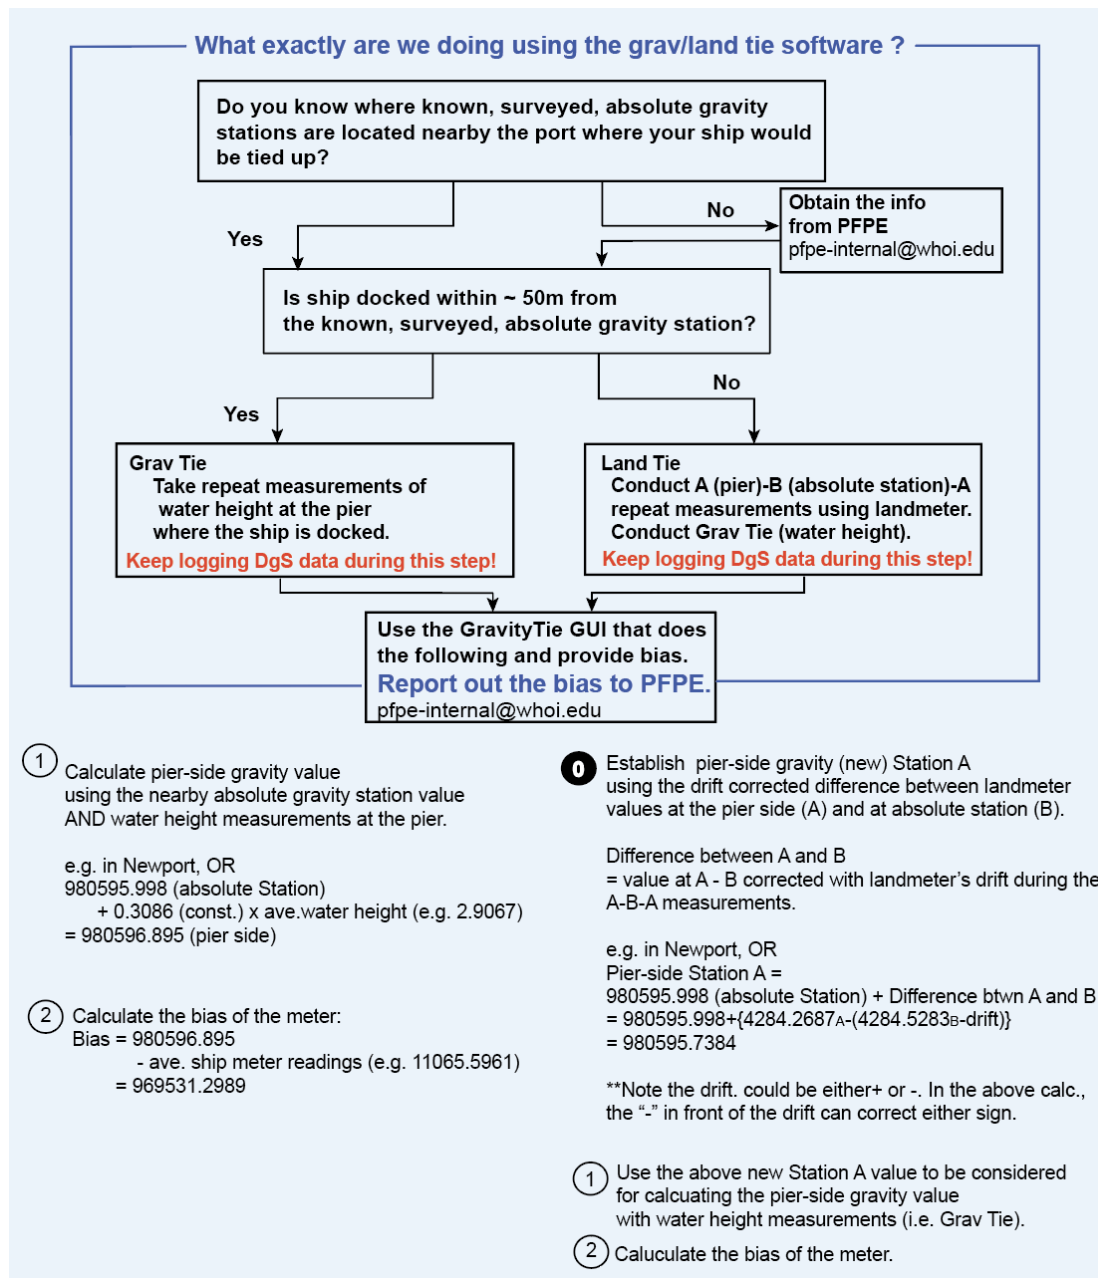 What exactly are we doing using the grav/land tie software ?
Do you know where known, surveyed, absolute gravity
stations are located nearby the port where your ship would
be tied up?
No
Obtain the info
from PFPE
pfpe-internal@whoi.edu
Yes
Is ship docked within ~ 50m from
the known, surveyed, absolute gravity station?
No
Yes
Grav Tie
Take repeat measurements of
water height at the pier
where the ship is docked.
Keep logging DgS data during this step!
Land Tie
Conduct A (pier)-B (absolute station)-A
repeat measurements using landmeter.
Conduct Grav Tie (water height).
Keep logging DgS data during this step!
Use the GravityTie GUI that does
the following and provide bias.
Report out the bias to PFPE.
pfpe-internal@whoi.edu
1
Calculate pier-side gravity value
using the nearby absolute gravity station value
AND water height measurements at the pier.
e.g. in Newport, OR
980595.998 (absolute Station)
+ 0.3086 (const.) x ave.water height (e.g. 2.9067)
= 980596.895 (pier side)
2
Calculate the bias of the meter:
Bias = 980596.895
- ave. ship meter readings (e.g. 11065.5961)
= 969531.2989
0
Establish pier-side gravity (new) Station A
using the drift corrected difference between landmeter
values at the pier side (A) and at absolute station (B).
Difference between A and B
= value at A - B corrected with landmeter's drift during the
A-B-A measurements.
e.g. in Newport, OR
Pier-side Station A =
980595.998 (absolute Station) + Difference btwn A and B
= 980595.998+{4284.2687A-(4284.5283B-drift)}
= 980595.7384
**Note the drift. could be either+ or -. In the above calc.,
the "-" in front of the drift can correct either sign.
1
Use the above new Station A value to be considered
for calcuating the pier-side gravity value
with water height measurements (i.e. Grav Tie).
2
Caluculate the bias of the meter.